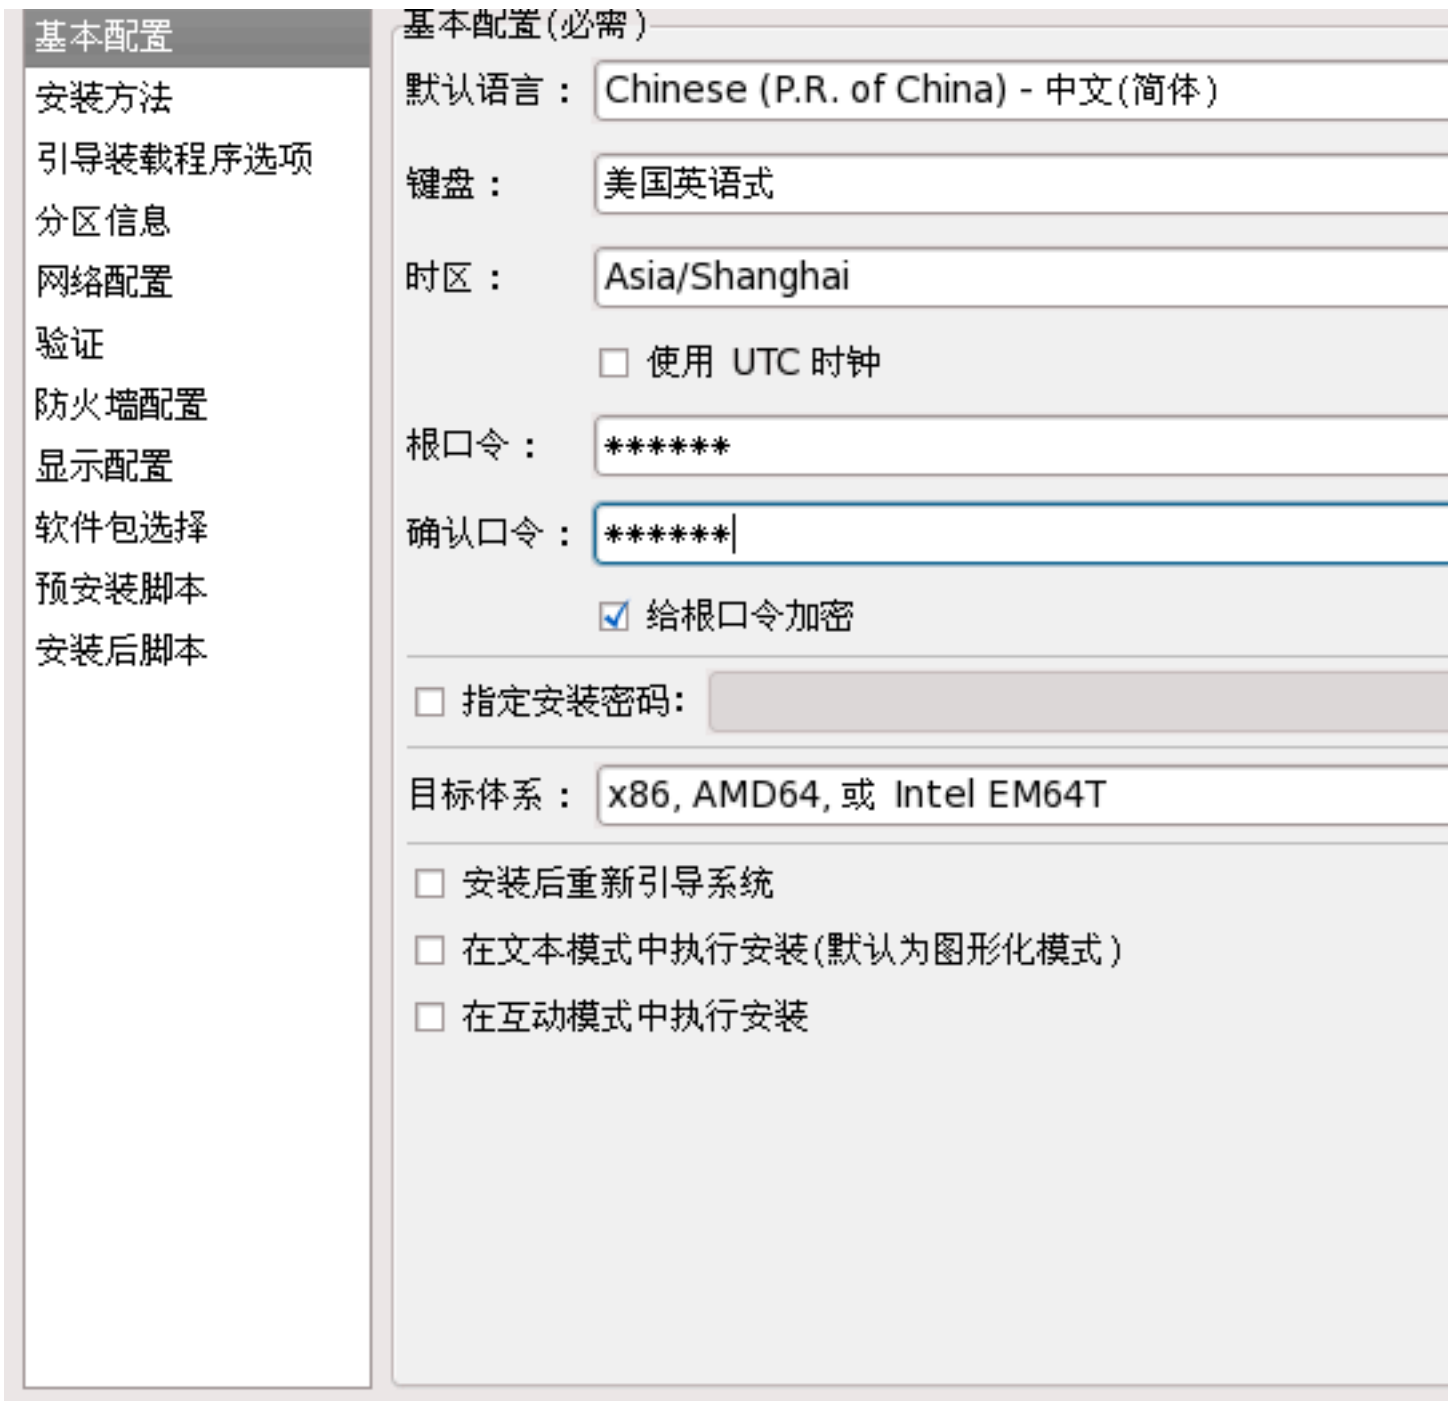 基本配置
安装方法
引导装载程序选项
分区信息
网络配置
验证
防火墙配置
显示配置
软件包选择
预安装脚本
安装后脚本
基本配置(必需)
默认语言： Chinese (P.R. of China) - 中文(简体)
键盘： 美国英语式
时区： Asia/Shanghai
使用 UTC 时钟
根口令： ******
确认口令： ******
给根口令加密
指定安装密码:
目标体系： x86, AMD64, 或 Intel EM64T
安装后重新引导系统
在文本模式中执行安装(默认为图形化模式)
在互动模式中执行安装